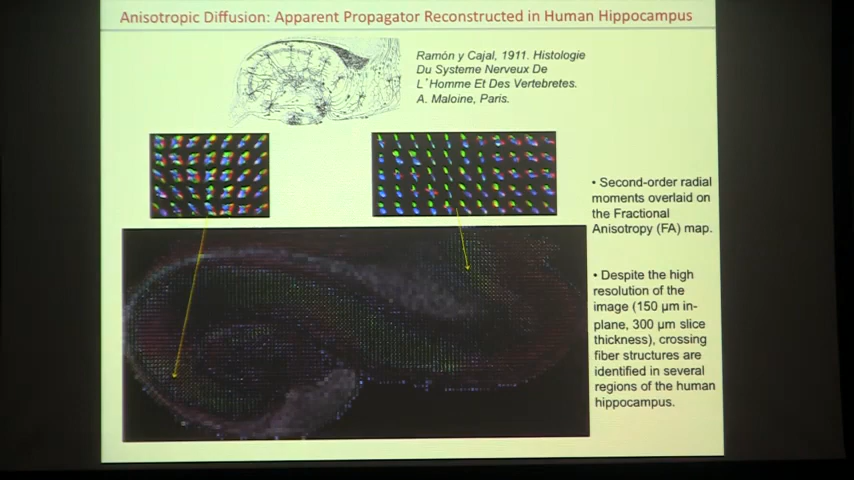 Anisotropic Diffusion: Apparent Propagator Reconstructed in Human Hippocampus
Ramón y Cajal, 1911. Histologie
Du Systeme Nerveux De
L'Homme Et Des Vertebretes.
A. Maloine, Paris.
• Second-order radial
moments overlaid on
the Fractional
Anisotropy (FA) map.
• Despite the high
resolution of the
image (150 µm in-
plane, 300 µm slice
thickness), crossing
fiber structures are
identified in several
regions of the human
hippocampus.